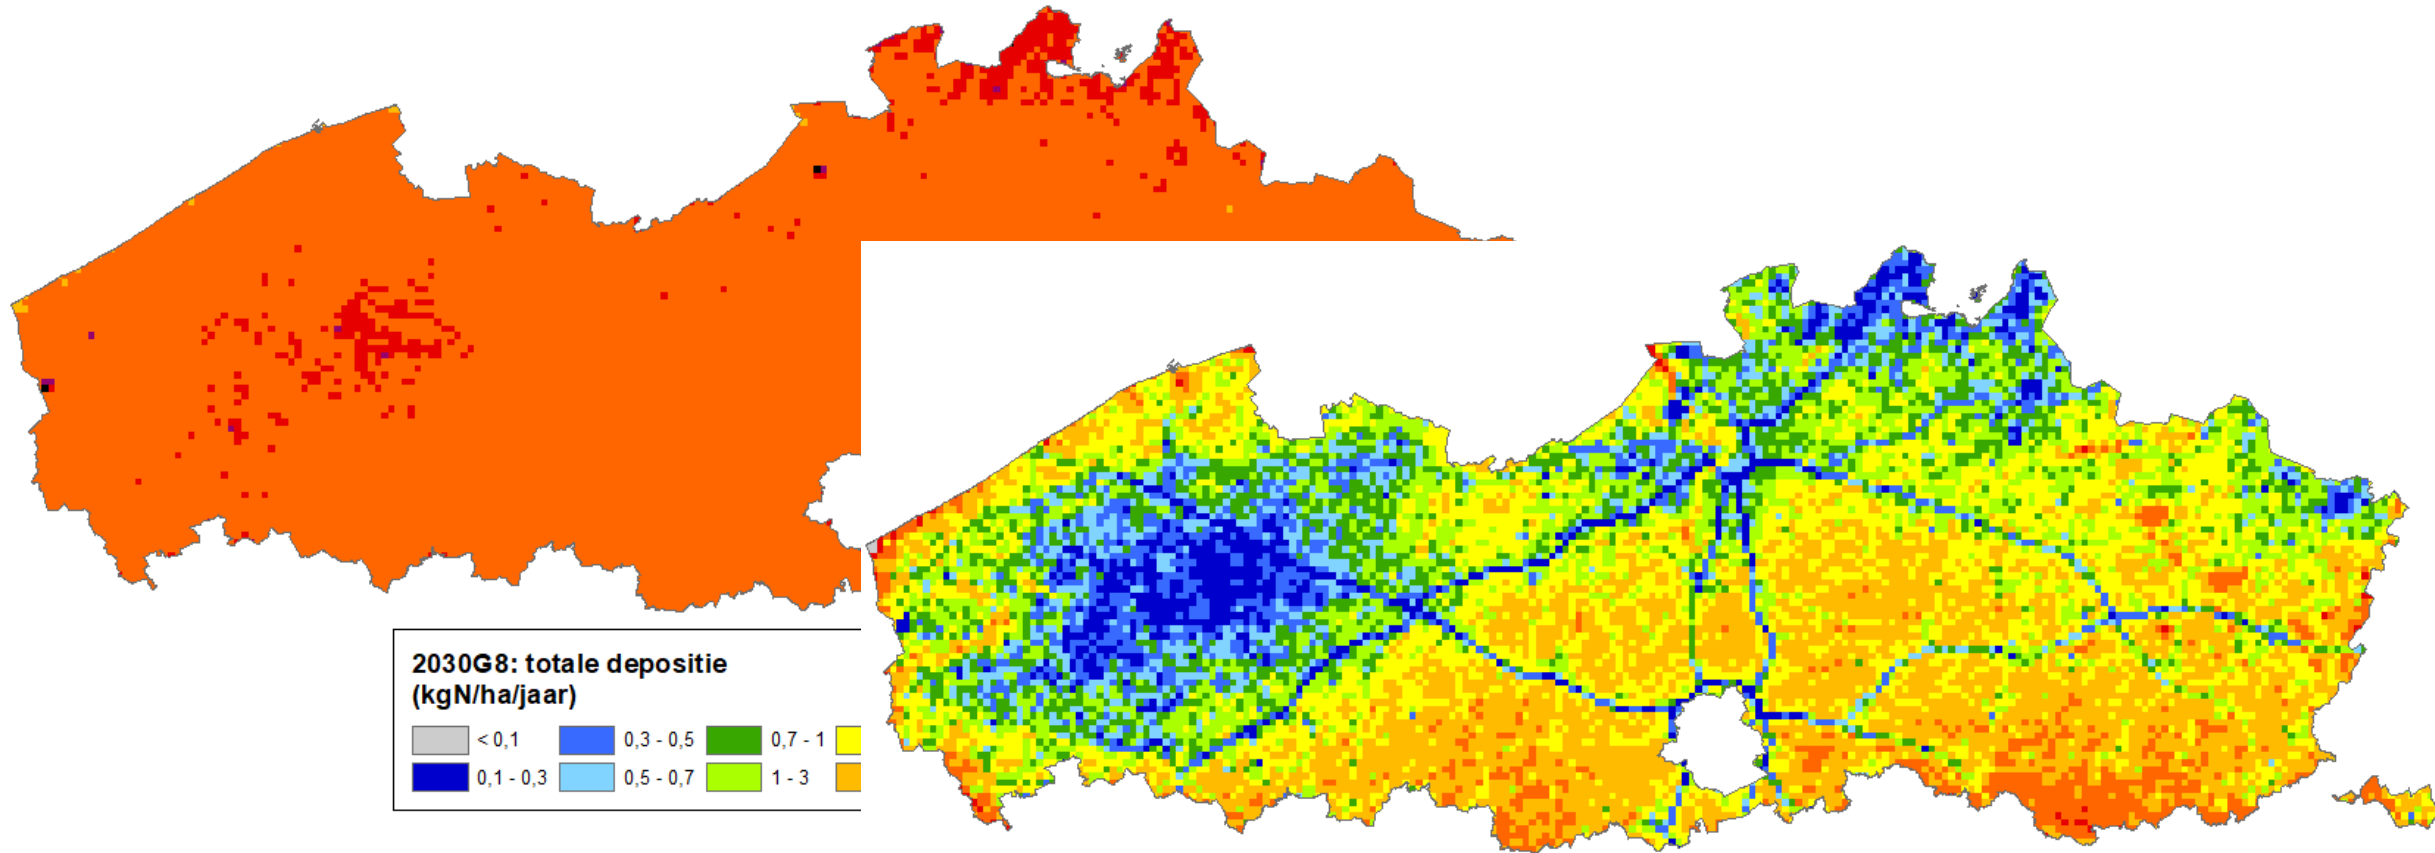 2030G8: totale depositie
(kgN/ha/jaar)
< 0,1 0,3 - 0,5 0,7 - 1
0,1 - 0,3 0,5 - 0,7 1 - 3